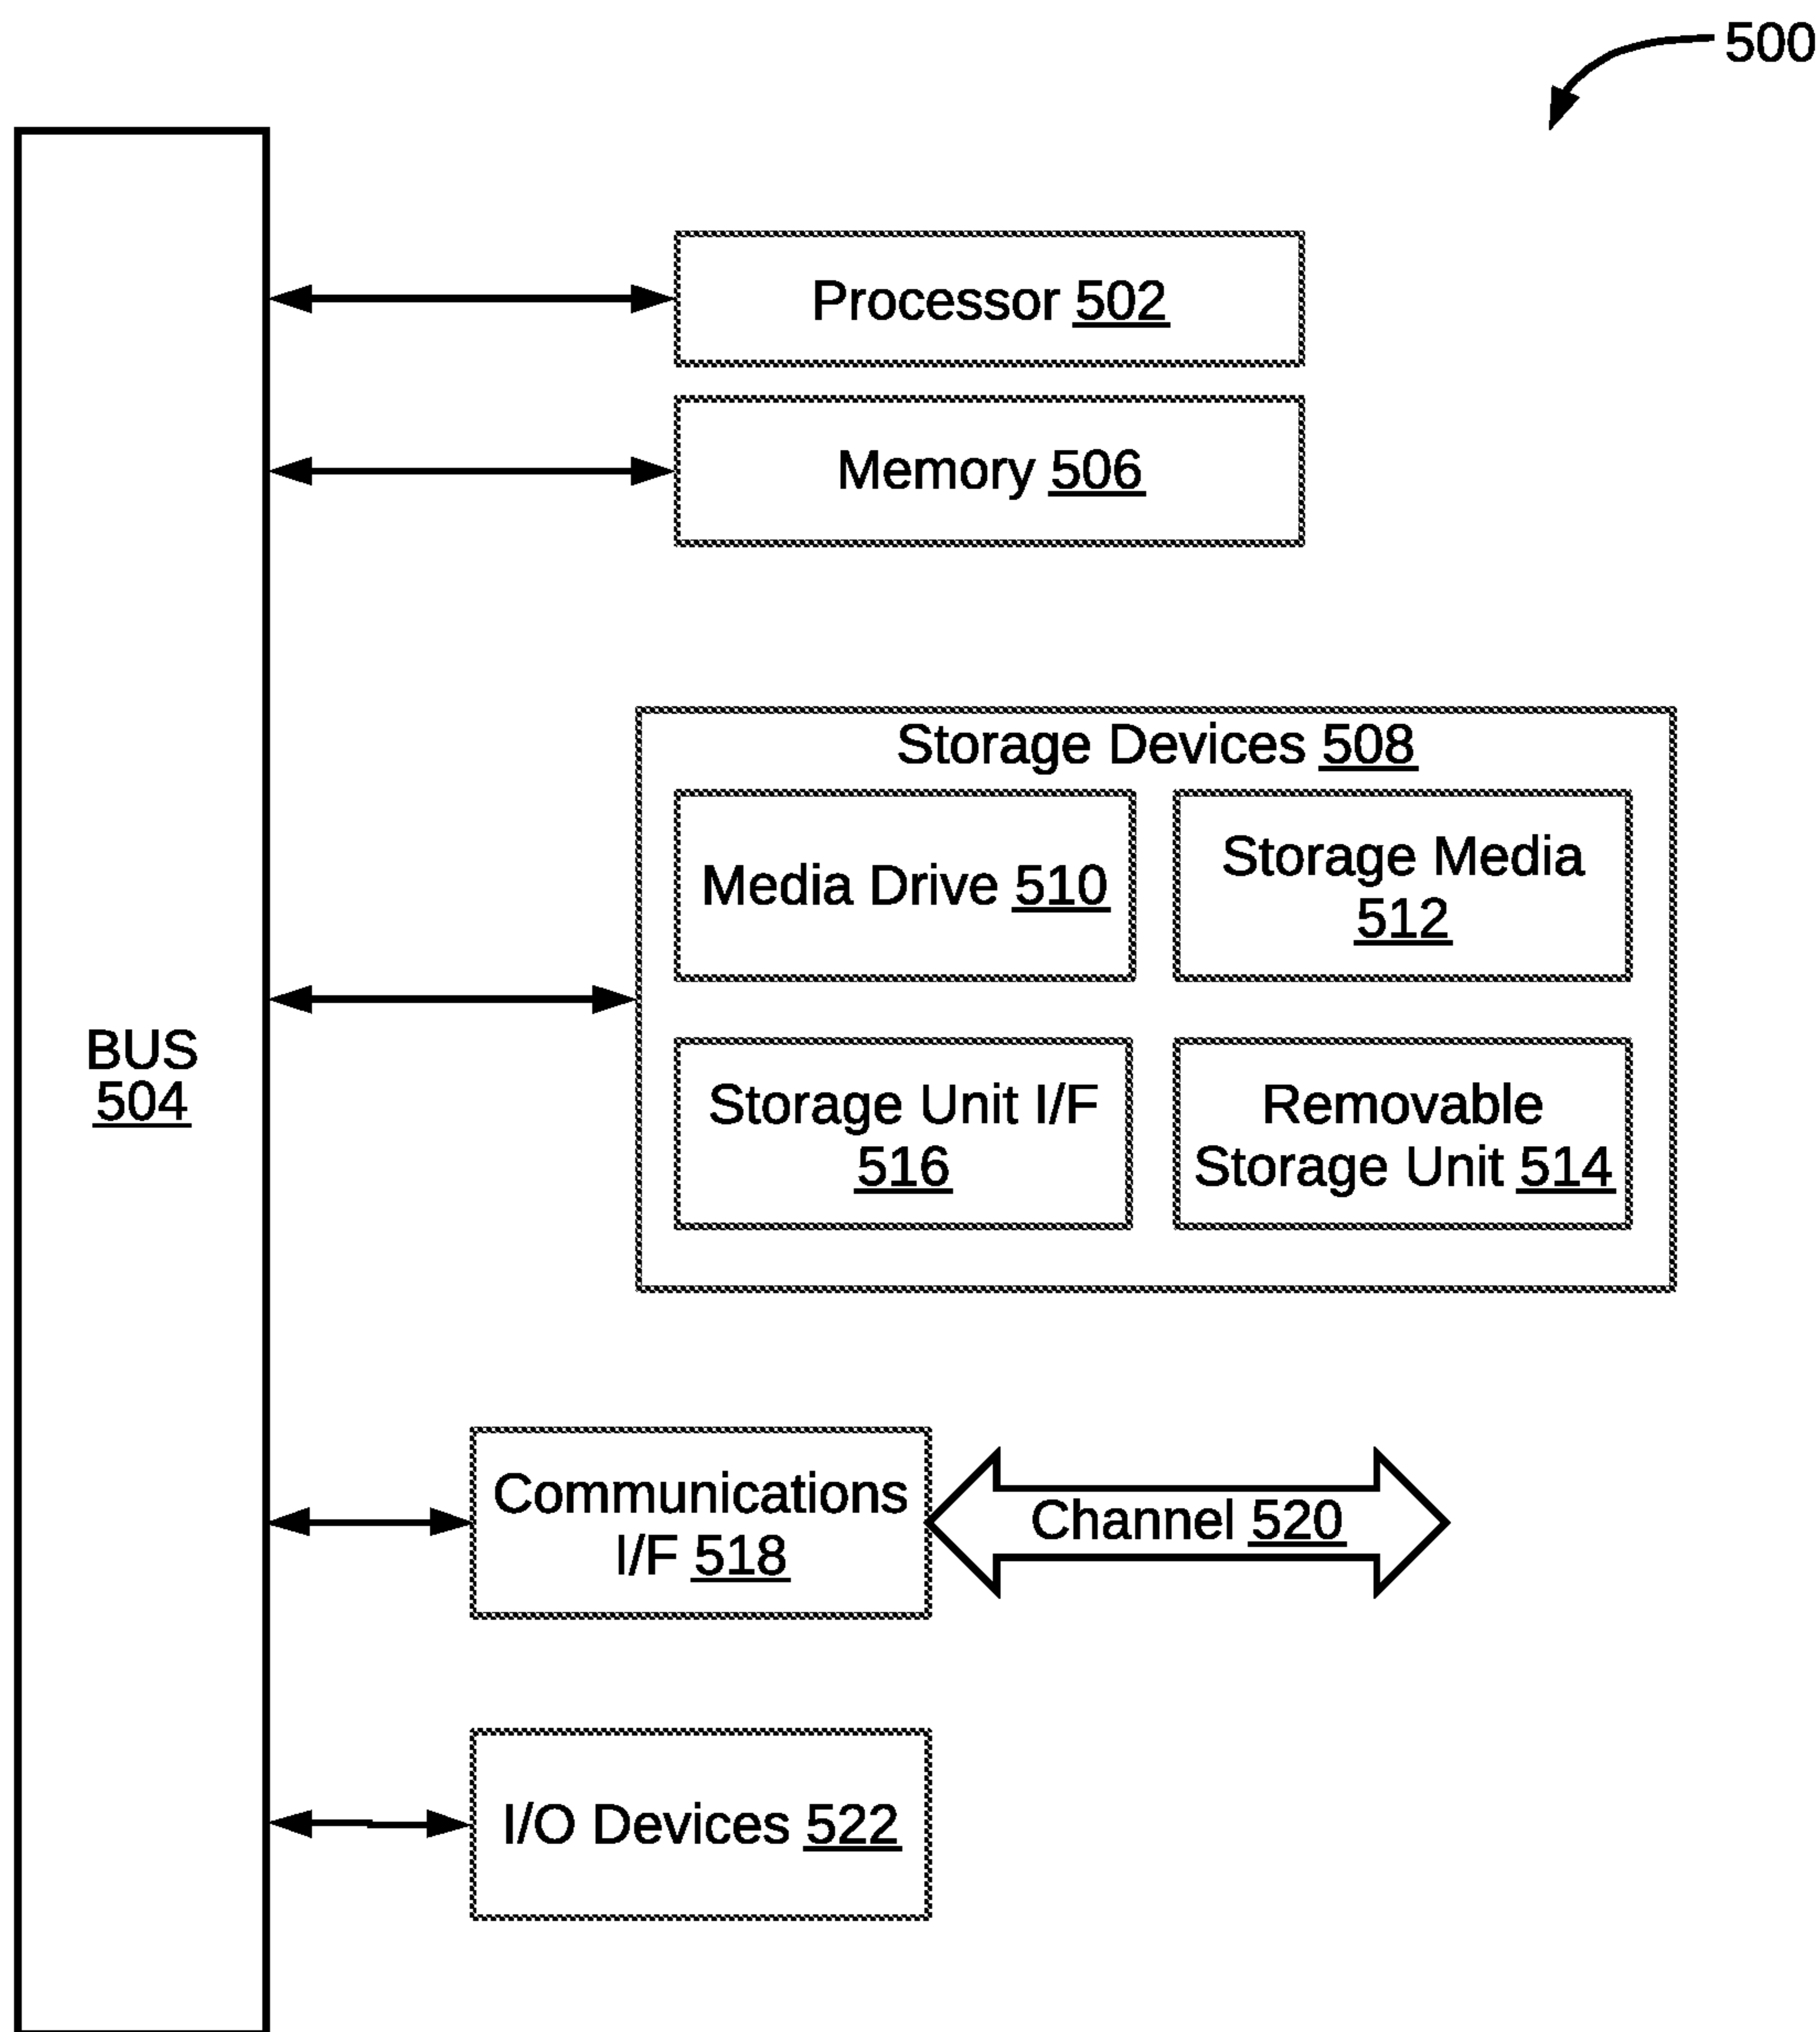 500
Processor 502
Memory 506
Storage Devices 508
Media Drive 510
Storage Media
512
BUS
504
Storage Unit I/F
516
Removable
Storage Unit 514
Communications
I/F 518
Channel 520
I/O Devices 522